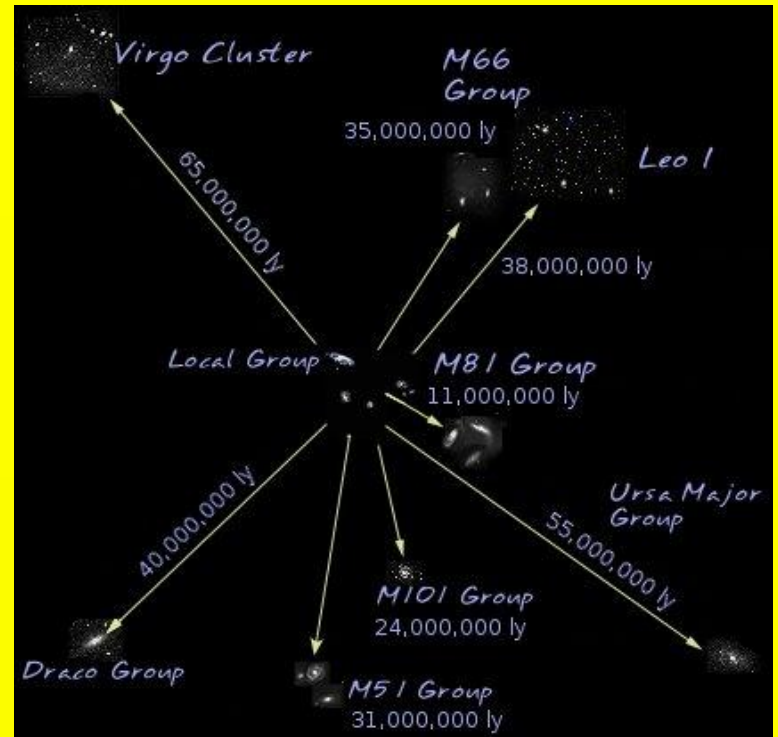 Virgo Cluster
M66
Group
35,000,000 ly
Leo 1
65,000,000 ly
38,000,000 ly
Local Group
M81 Group
11,000,000 ly
40,000,000 ly
Ursa Major
Group
55,000,000 ly
M101 Group
24,000,000 ly
Draco Group
M51 Group
31,000,000 ly